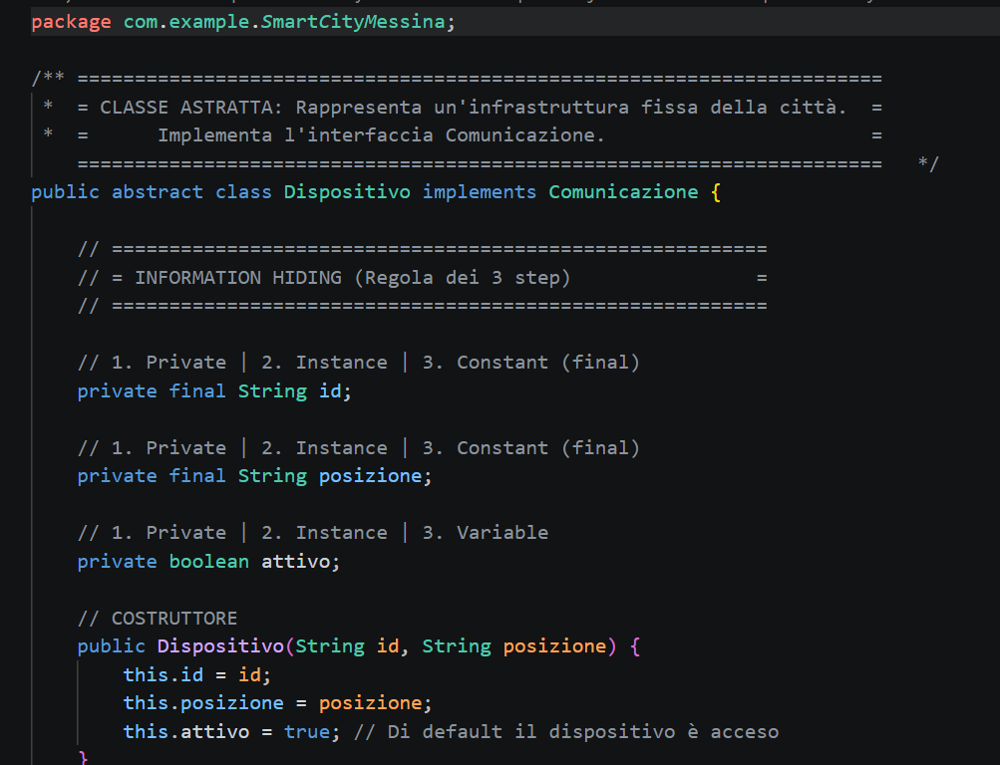 package com.example.SmartCityMessina;
/** ======================================================================
* = CLASSE ASTRATTA: Rappresenta un'infrastruttura fissa della città. =
* = Implementa l'interfaccia Comunicazione. =
====================================================================== */
public abstract class Dispositivo implements Comunicazione {
// =========================================================
// = INFORMATION HIDING (Regola dei 3 step) =
// =========================================================
// 1. Private | 2. Instance | 3. Constant (final)
private final String id;
// 1. Private | 2. Instance | 3. Constant (final)
private final String posizione;
// 1. Private | 2. Instance | 3. Variable
private boolean attivo;
// COSTRUTTORE
public Dispositivo(String id, String posizione) {
this.id = id;
this.posizione = posizione;
this.attivo = true; // Di default il dispositivo è acceso
}